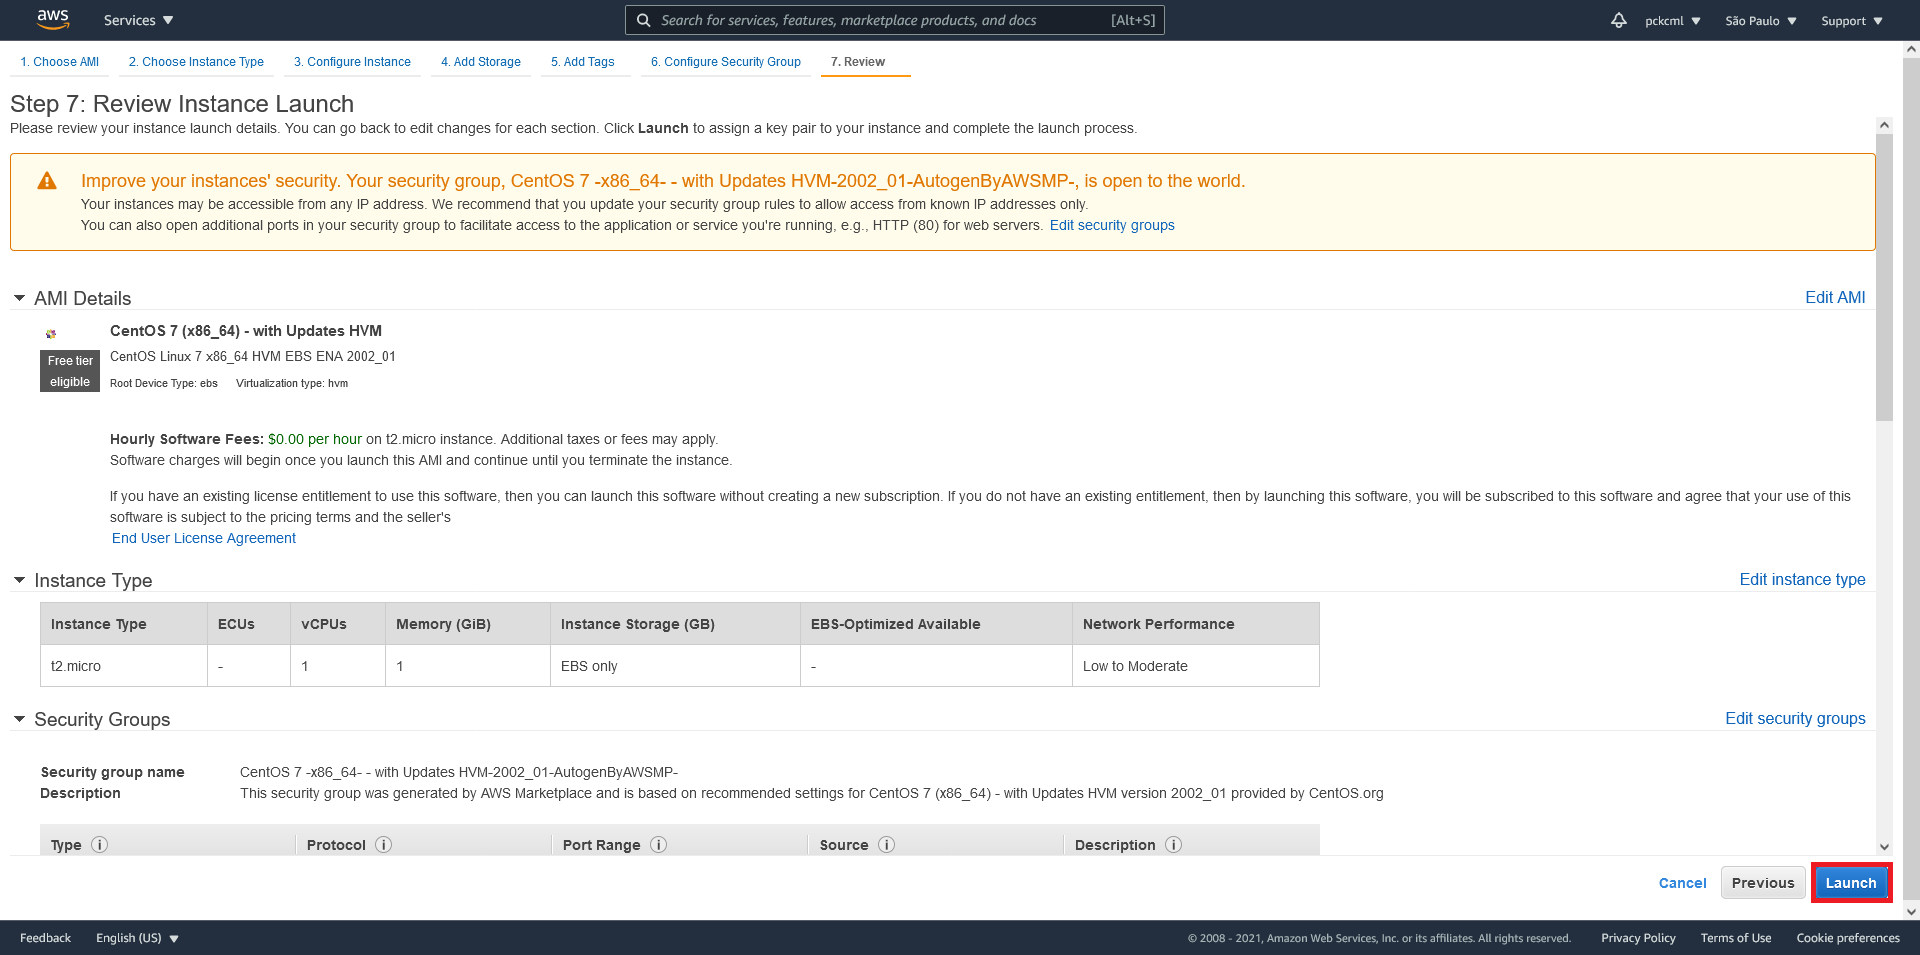 aws
Services
Search for services, features, marketplace products, and docs [Alt+S]
pckcml
São Paulo
Support
1. Choose AMI
2. Choose Instance Type
3. Configure Instance
4. Add Storage
5. Add Tags
6. Configure Security Group
7. Review
Step 7: Review Instance Launch
Please review your instance launch details. You can go back to edit changes for each section. Click Launch to assign a key pair to your instance and complete the launch process.
Improve your instances' security. Your security group, CentOS 7 -x86_64- - with Updates HVM-2002_01-AutogenByAWSMP-, is open to the world.
Your instances may be accessible from any IP address. We recommend that you update your security group rules to allow access from known IP addresses only.
You can also open additional ports in your security group to facilitate access to the application or service you're running, e.g., HTTP (80) for web servers. Edit security groups
AMI Details
Edit AMI
CentOS 7 (x86_64) - with Updates HVM
Free tier eligible
CentOS Linux 7 x86_64 HVM EBS ENA 2002_01
Root Device Type: ebs Virtualization type: hvm
Hourly Software Fees: $0.00 per hour on t2.micro instance. Additional taxes or fees may apply.
Software charges will begin once you launch this AMI and continue until you terminate the instance.
If you have an existing license entitlement to use this software, then you can launch this software without creating a new subscription. If you do not have an existing entitlement, then by launching this software, you will be subscribed to this software and agree that your use of this
software is subject to the pricing terms and the seller's
End User License Agreement
Instance Type
Edit instance type
Instance Type ECUs vCPUs Memory (GiB) Instance Storage (GB) EBS-Optimized Available Network Performance
t2.micro - 1 1 EBS only - Low to Moderate
Security Groups
Edit security groups
Security group name CentOS 7 -x86_64- - with Updates HVM-2002_01-AutogenByAWSMP-
Description This security group was generated by AWS Marketplace and is based on recommended settings for CentOS 7 (x86_64) - with Updates HVM version 2002_01 provided by CentOS.org
Type Protocol Port Range Source Description
Cancel Previous Launch
Feedback English (US) © 2008 - 2021, Amazon Web Services, Inc. or its affiliates. All rights reserved. Privacy Policy Terms of Use Cookie preferences